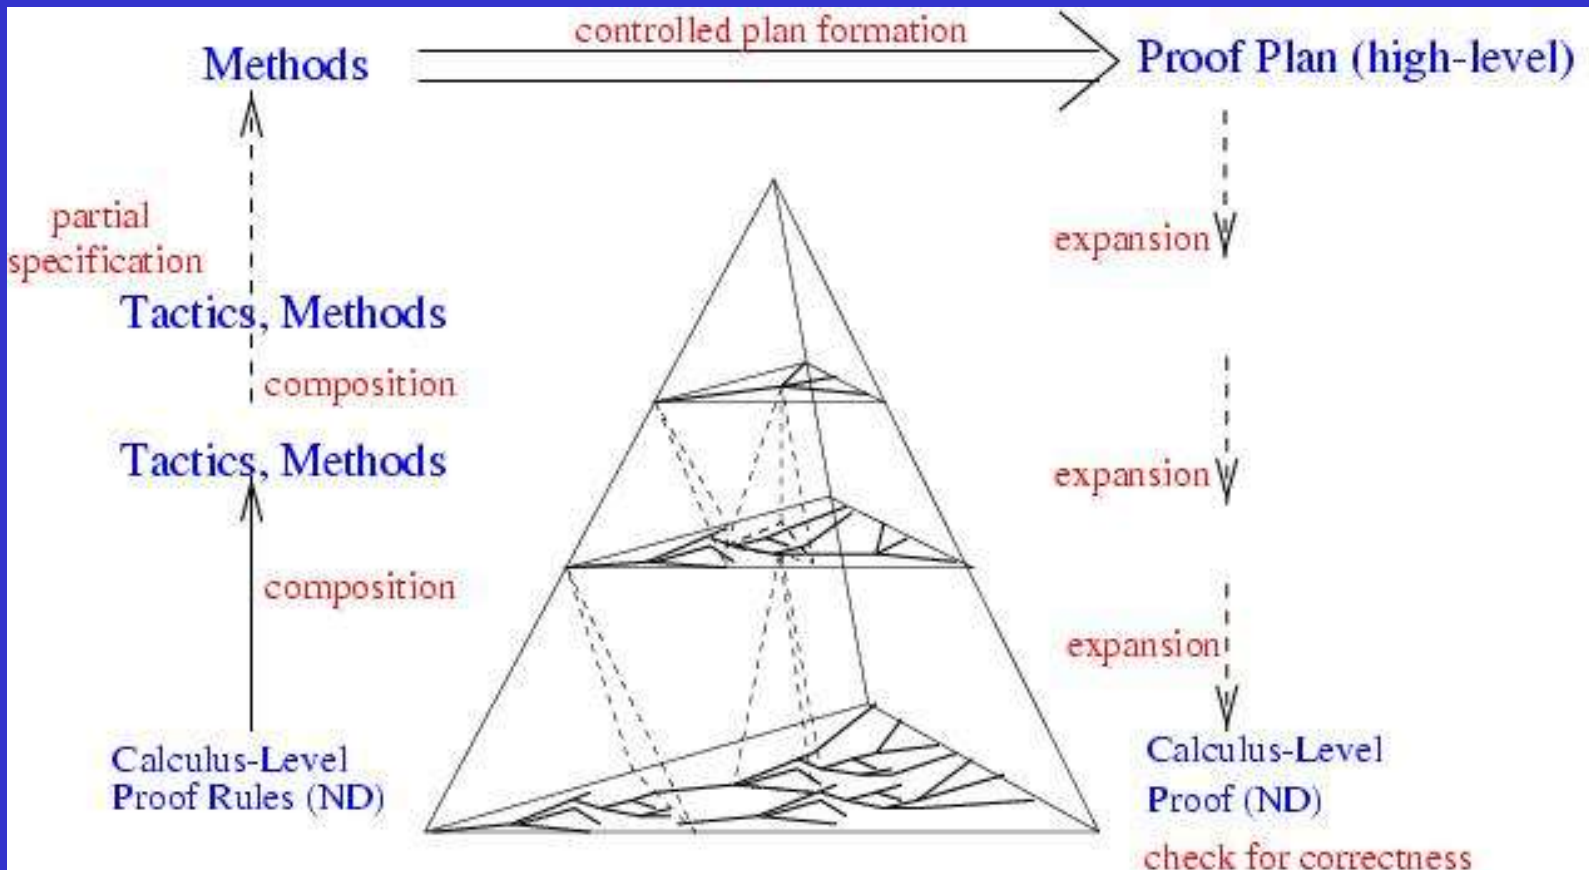 controlled plan formation
Methods
Proof Plan (high-level)
partial
specification
expansion
Tactics, Methods
composition
Tactics, Methods
expansion
composition
expansion
Calculus-Level
Proof Rules (ND)
Calculus-Level
Proof (ND)
check for correctness